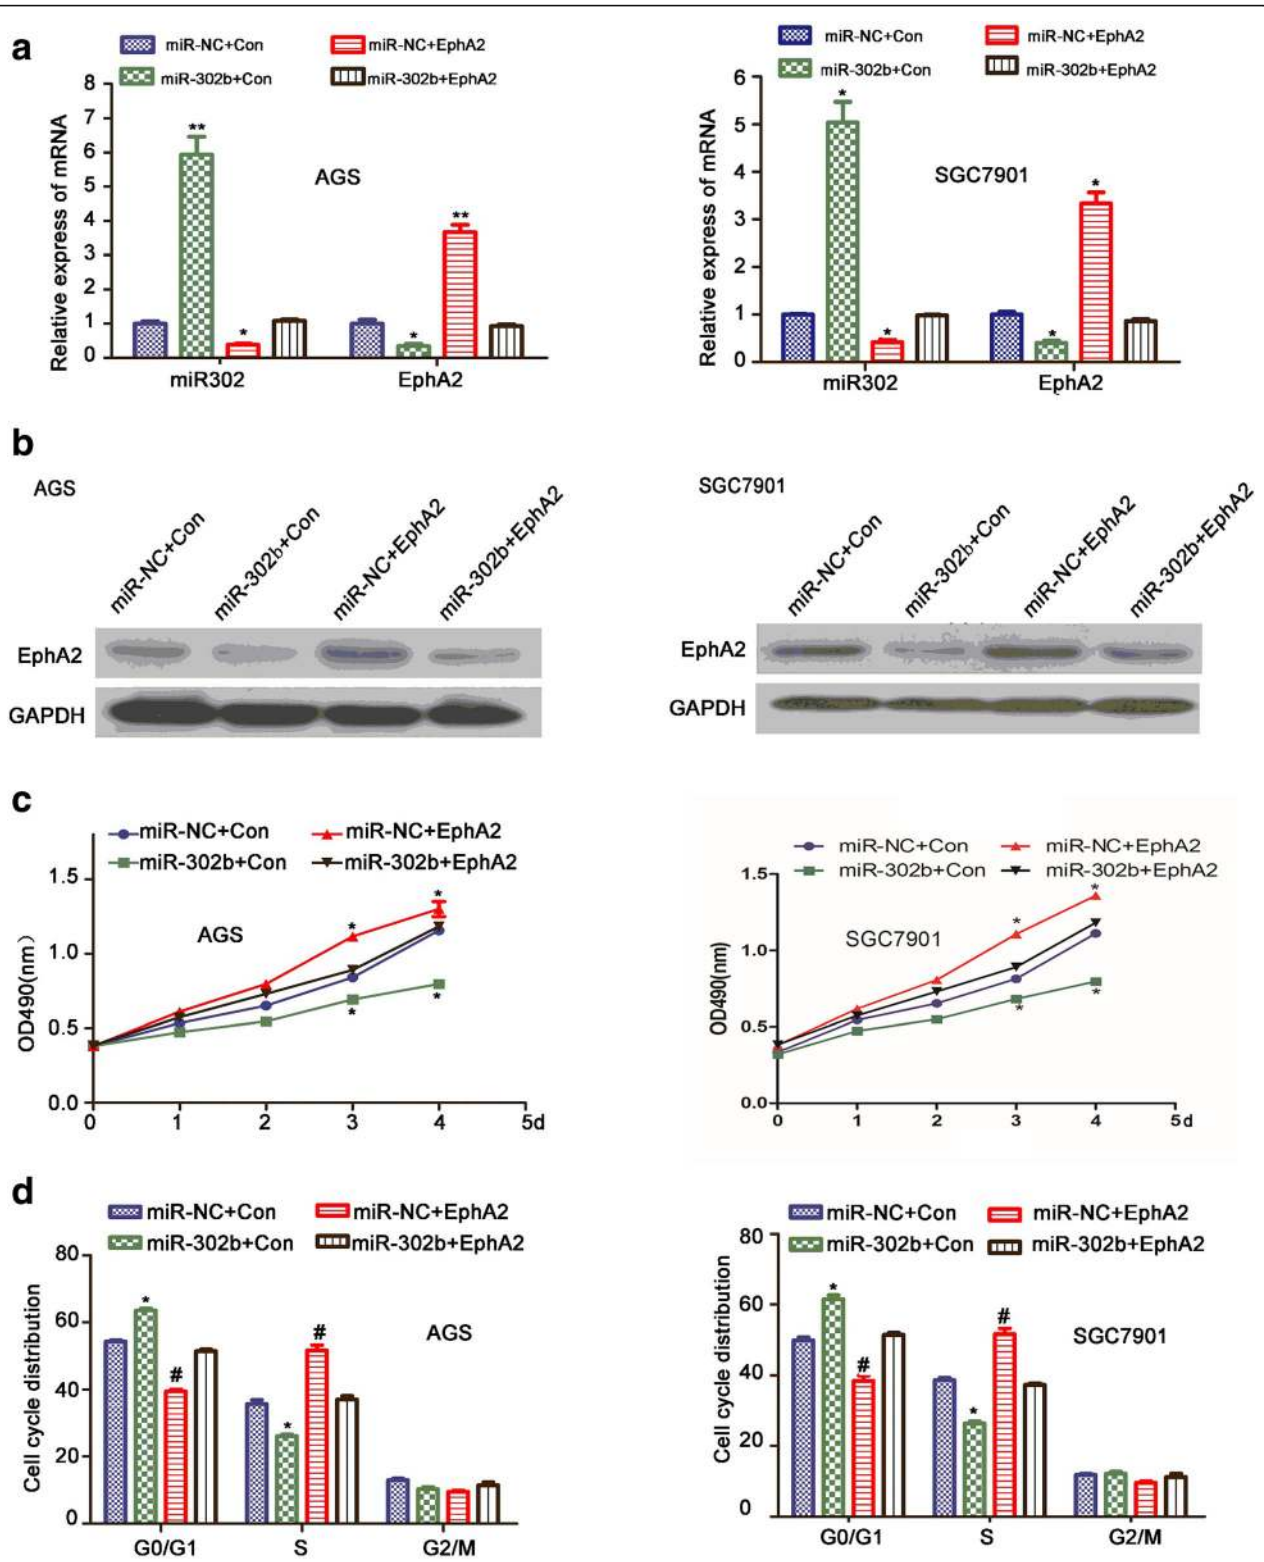 a
miR-NC+Con
miR-NC+EphA2
miR-302b+Con
miR-302b+EphA2
Relative express of mRNA
8
7
6
5
4
3
2
1
0
**
*
*
**
AGS
miR302
EphA2
miR-NC+Con
miR-NC+EphA2
miR-302b+Con
miR-302b+EphA2
Relative express of mRNA
6
5
4
3
2
1
0
*
*
*
*
SGC7901
miR302
EphA2
b
AGS
miR-NC+Con
miR-302b+Con
miR-NC+EphA2
miR-302b+EphA2
EphA2
GAPDH
SGC7901
miR-NC+Con
miR-302b+Con
miR-NC+EphA2
miR-302b+EphA2
EphA2
GAPDH
c
miR-NC+Con
miR-NC+EphA2
miR-302b+Con
miR-302b+EphA2
OD490(nm)
1.5
1.0
0.5
0.0
AGS
*
*
*
*
0 1 2 3 4 5d
miR-NC+Con
miR-NC+EphA2
miR-302b+Con
miR-302b+EphA2
OD490(nm)
1.5
1.0
0.5
0.0
SGC7901
*
*
*
*
0 1 2 3 4 5d
d
miR-NC+Con
miR-NC+EphA2
miR-302b+Con
miR-302b+EphA2
Cell cycle distribution
80
60
40
20
0
*
#
*
#
AGS
G0/G1 S G2/M
miR-NC+Con
miR-NC+EphA2
miR-302b+Con
miR-302b+EphA2
Cell cycle distribution
80
60
40
20
0
*
#
*
#
SGC7901
G0/G1 S G2/M